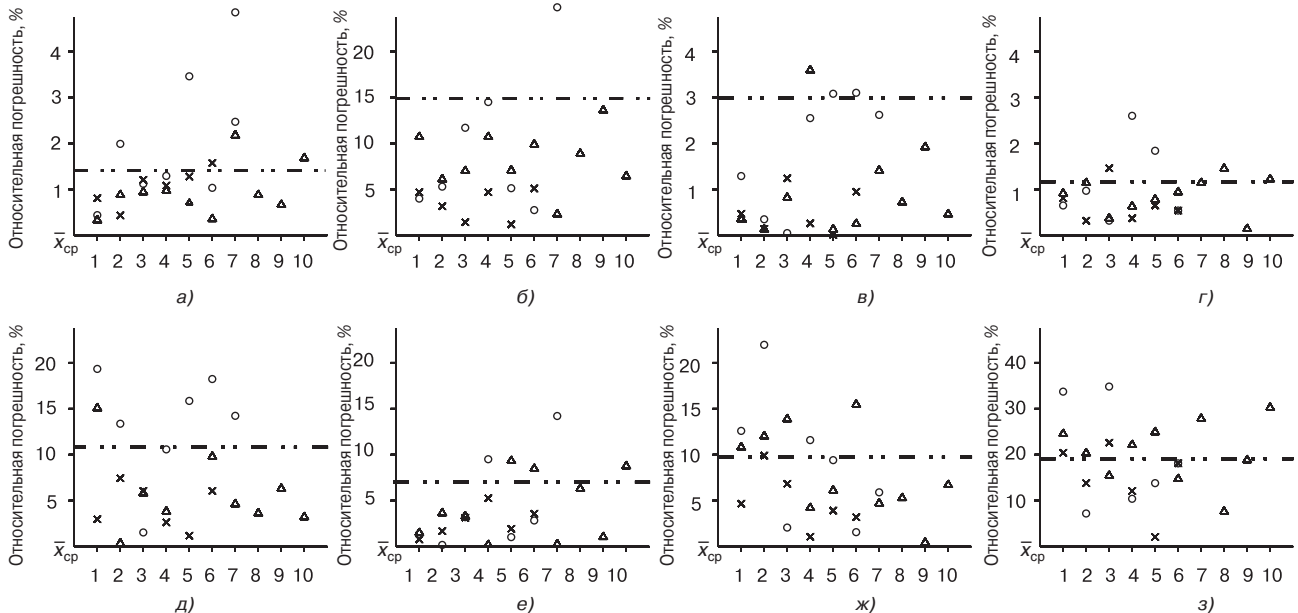 Относительная погрешность, %
4
3
2
1
x̅ср
1 2 3 4 5 6 7 8 9 10
а)
Относительная погрешность, %
20
15
10
5
x̅ср
1 2 3 4 5 6 7 8 9 10
б)
Относительная погрешность, %
4
3
2
1
x̅ср
1 2 3 4 5 6 7 8 9 10
в)
Относительная погрешность, %
4
3
2
1
x̅ср
1 2 3 4 5 6 7 8 9 10
г)
Относительная погрешность, %
20
15
10
5
x̅ср
1 2 3 4 5 6 7 8 9 10
д)
Относительная погрешность, %
20
15
10
5
x̅ср
1 2 3 4 5 6 7 8 9 10
е)
Относительная погрешность, %
20
15
10
5
x̅ср
1 2 3 4 5 6 7 8 9 10
ж)
Относительная погрешность, %
40
30
20
10
x̅ср
1 2 3 4 5 6 7 8 9 10
з)